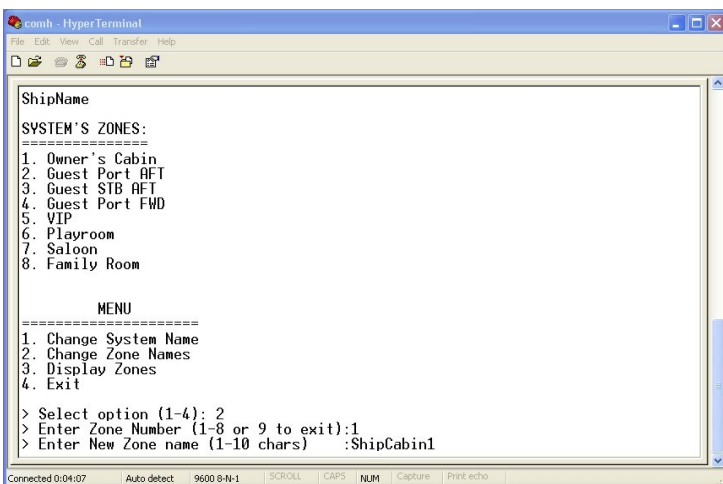 comh - HyperTerminal
File Edit View Call Transfer Help
ShipName
SYSTEM'S ZONES:
===============
1. Owner's Cabin
2. Guest Port AFT
3. Guest STB AFT
4. Guest Port FWD
5. VIP
6. Playroom
7. Saloon
8. Family Room
MENU
=====================
1. Change System Name
2. Change Zone Names
3. Display Zones
4. Exit
> Select option (1-4): 2
> Enter Zone Number (1-8 or 9 to exit):1
> Enter New Zone name (1-10 chars) :ShipCabin1
Connected 0:04:07 Auto detect 9600 8-N-1 SCROLL CAPS NUM Capture Print echo